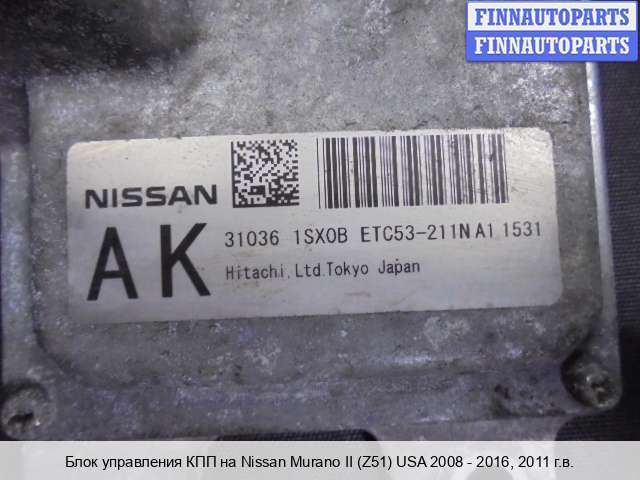 FINNAUTOPARTS
FINNAUTOPARTS
NISSAN
AK
31036 1SX0B ETC53-211N A1 1531
Hitachi,Ltd.Tokyo Japan
Блок управления КПП на Nissan Murano II (Z51) USA 2008 - 2016, 2011 г.в.